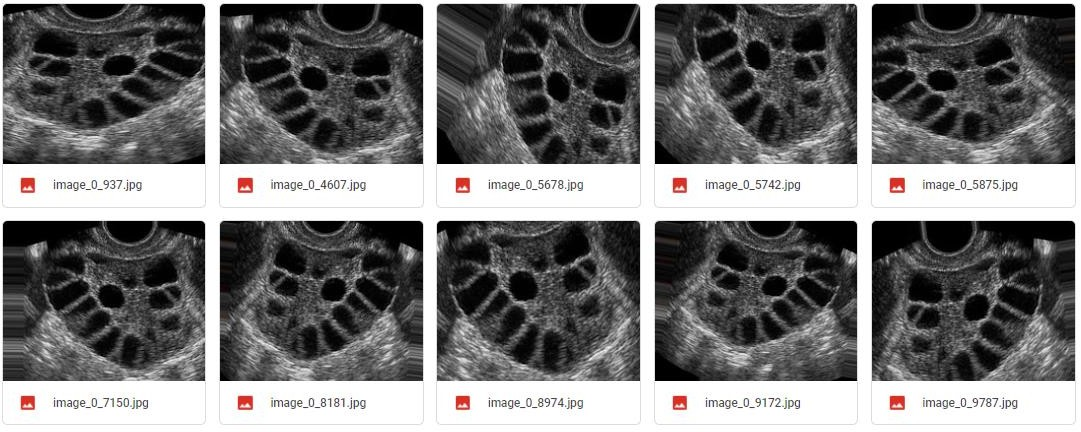 image_0_937.jpg
image_0_4607.jpg
image_0_5678.jpg
image_0_5742.jpg
image_0_5875.jpg
image_0_7150.jpg
image_0_8181.jpg
image_0_8974.jpg
image_0_9172.jpg
image_0_9787.jpg